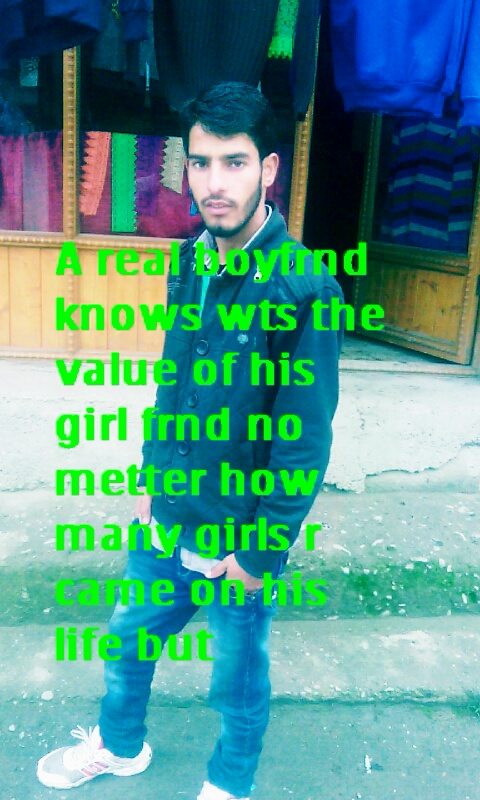 A real boyfrnd
knows wts the
value of his
girl frnd no
metter how
many girls r
came on his
life but